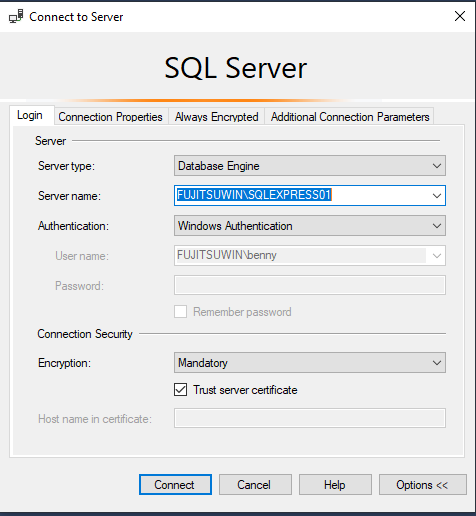 Connect to Server
SQL Server
Login Connection Properties Always Encrypted Additional Connection Parameters
Server
Server type: Database Engine
Server name: FUJITSUWIN\SQLEXPRESS01
Authentication: Windows Authentication
User name: FUJITSUWIN\benny
Password:
Remember password
Connection Security
Encryption: Mandatory
Trust server certificate
Host name in certificate:
Connect Cancel Help Options <<